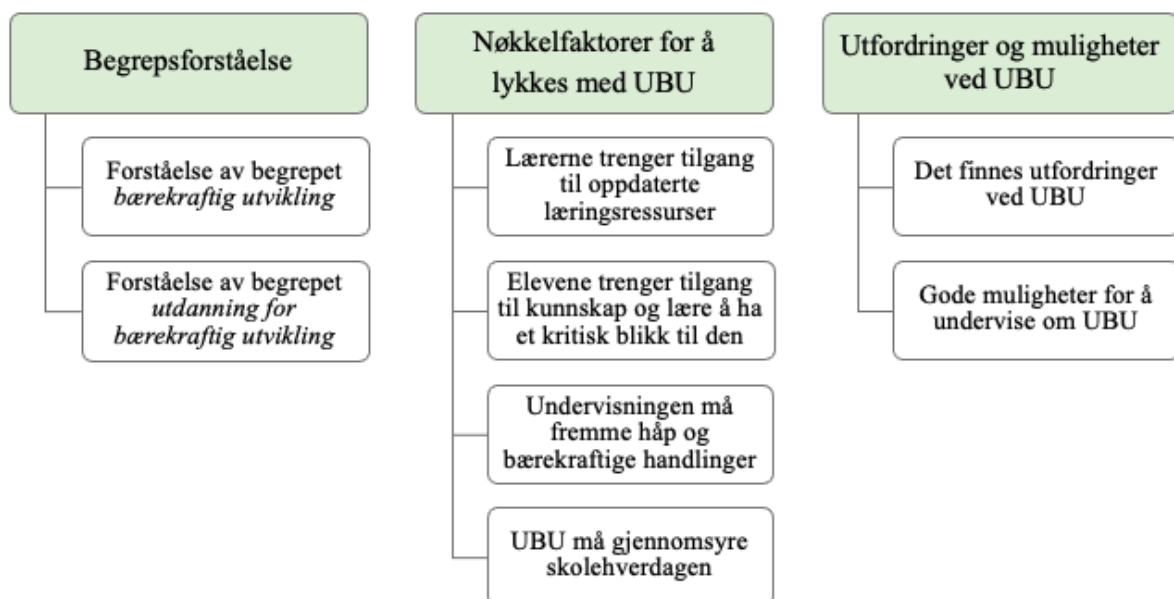 Begrepsforståelse
Forståelse av begrepet
bærekraftig utvikling
Forståelse av begrepet
utdanning for
bærekraftig utvikling
Nøkkelfaktorer for å
lykkes med UBU
Lærerne trenger tilgang
til oppdaterte
læringsressurser
Elevene trenger tilgang
til kunnskap og lære å ha
et kritisk blikk til den
Undervisningen må
fremme håp og
bærekraftige handlinger
UBU må gjennomsyre
skolehverdagen
Utfordringer og muligheter
ved UBU
Det finnes utfordringer
ved UBU
Gode muligheter for å
undervise om UBU